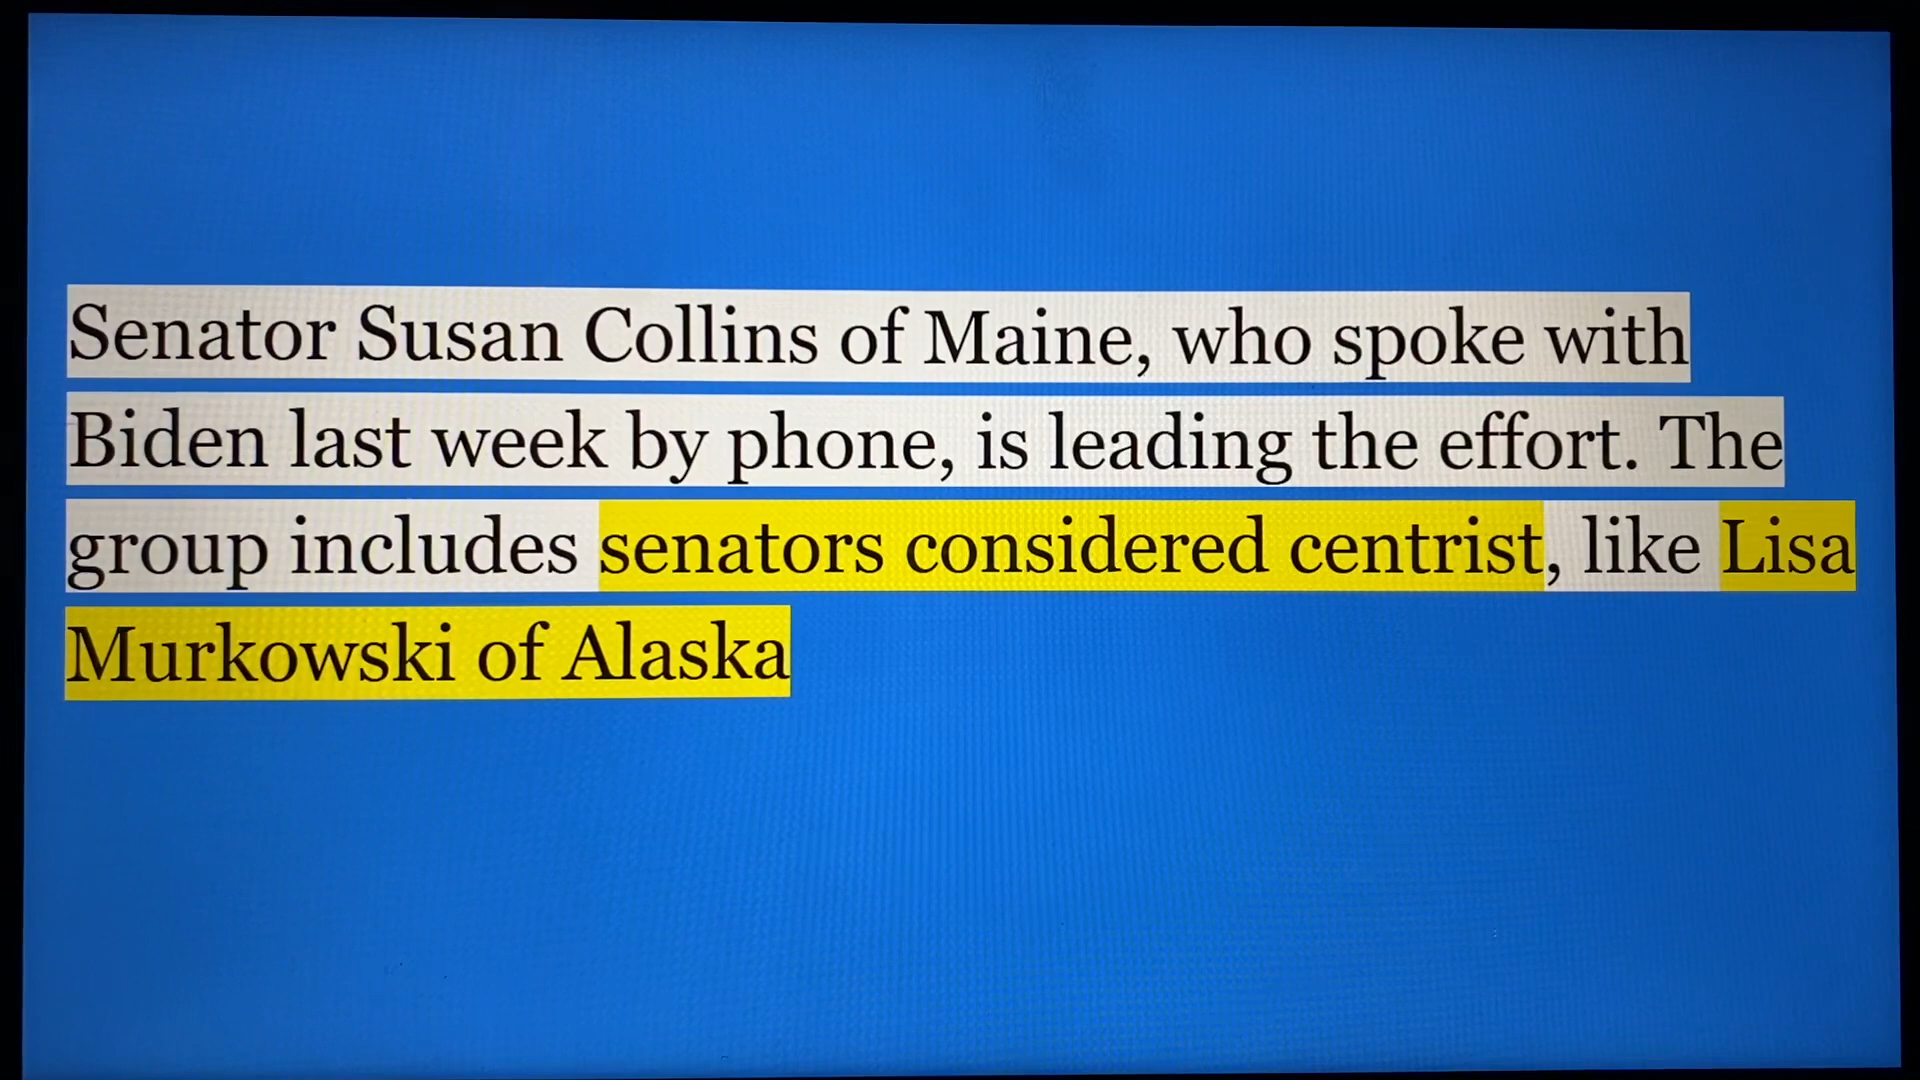 Senator Susan Collins of Maine, who spoke with
Biden last week by phone, is leading the effort. The
group includes senators considered centrist, like Lisa
Murkowski of Alaska